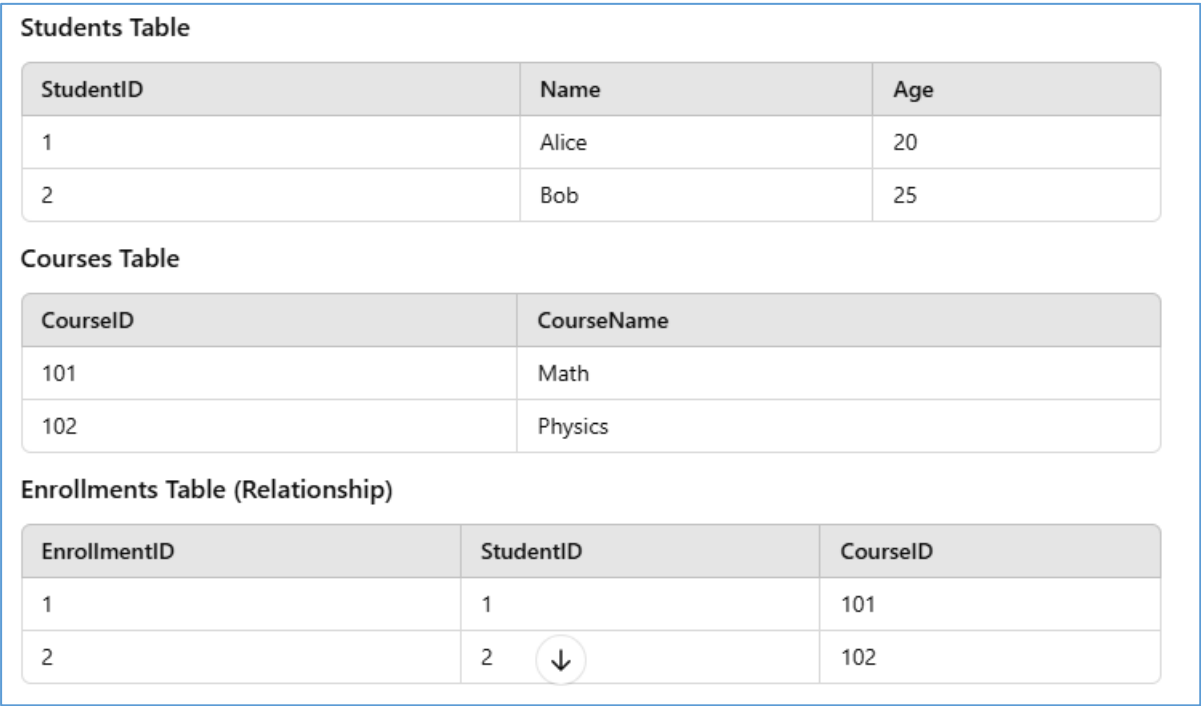 Students Table
StudentID Name Age
1 Alice 20
2 Bob 25
Courses Table
CourseID CourseName
101 Math
102 Physics
Enrollments Table (Relationship)
EnrollmentID StudentID CourseID
1 1 101
2 2 102